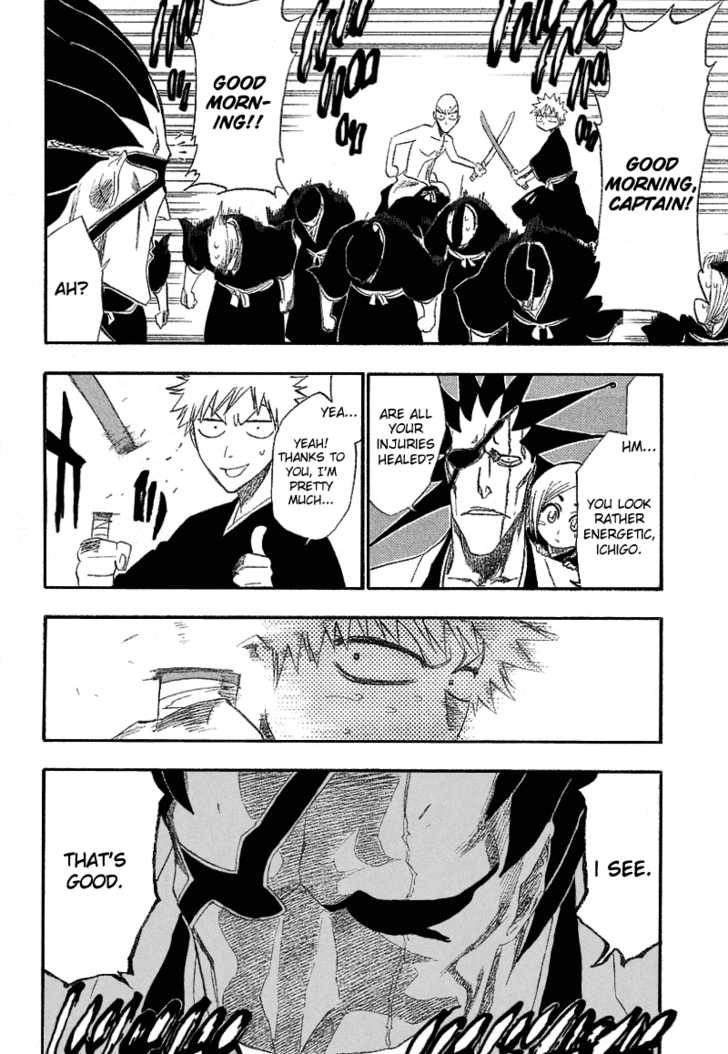 GOOD
MORNING,
CAPTAIN!
GOOD
MORN-
ING!!
AH?
HM...
YOU LOOK
RATHER
ENERGETIC,
ICHIGO.
ARE ALL
YOUR
INJURIES
HEALED?
YEA...
YEAH!
THANKS TO
YOU, I'M
PRETTY
MUCH...
I SEE.
THAT'S
GOOD.